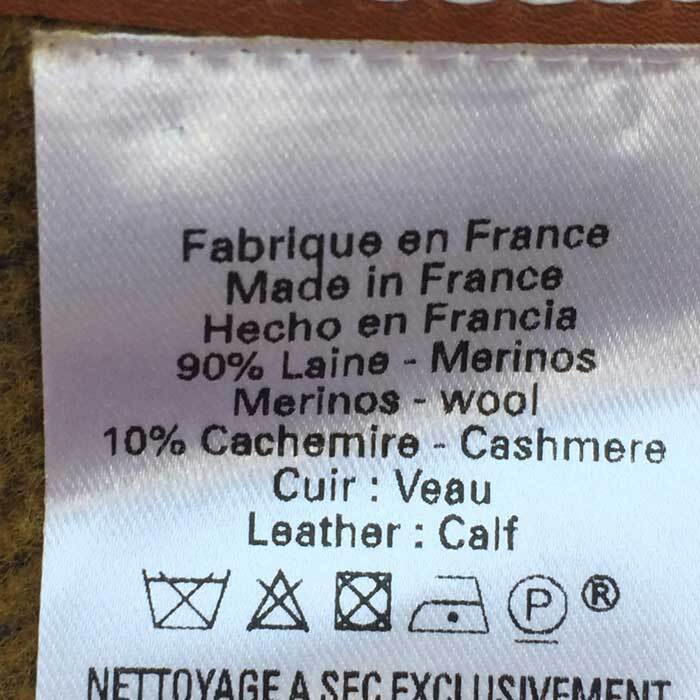 Fabrique en France
Made in France
Hecho en Francia
90% Laine - Merinos
Merinos - wool
10% Cachemire - Cashmere
Cuir : Veau
Leather : Calf
P ®
NETTOYAGE A SEC EXCLUSIVEMENT